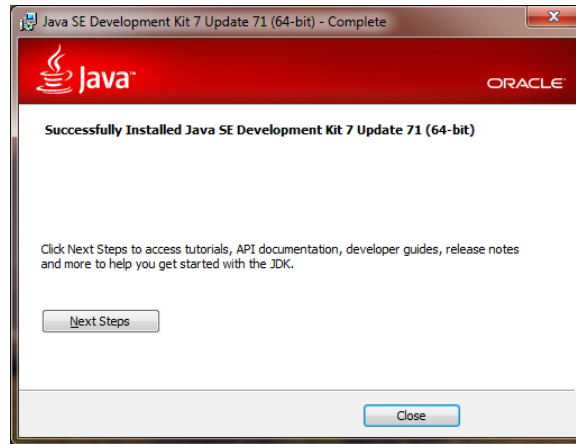 Java SE Development Kit 7 Update 71 (64-bit) - Complete
Java™
ORACLE®
Successfully Installed Java SE Development Kit 7 Update 71 (64-bit)
Click Next Steps to access tutorials, API documentation, developer guides, release notes
and more to help you get started with the JDK.
Next Steps
Close